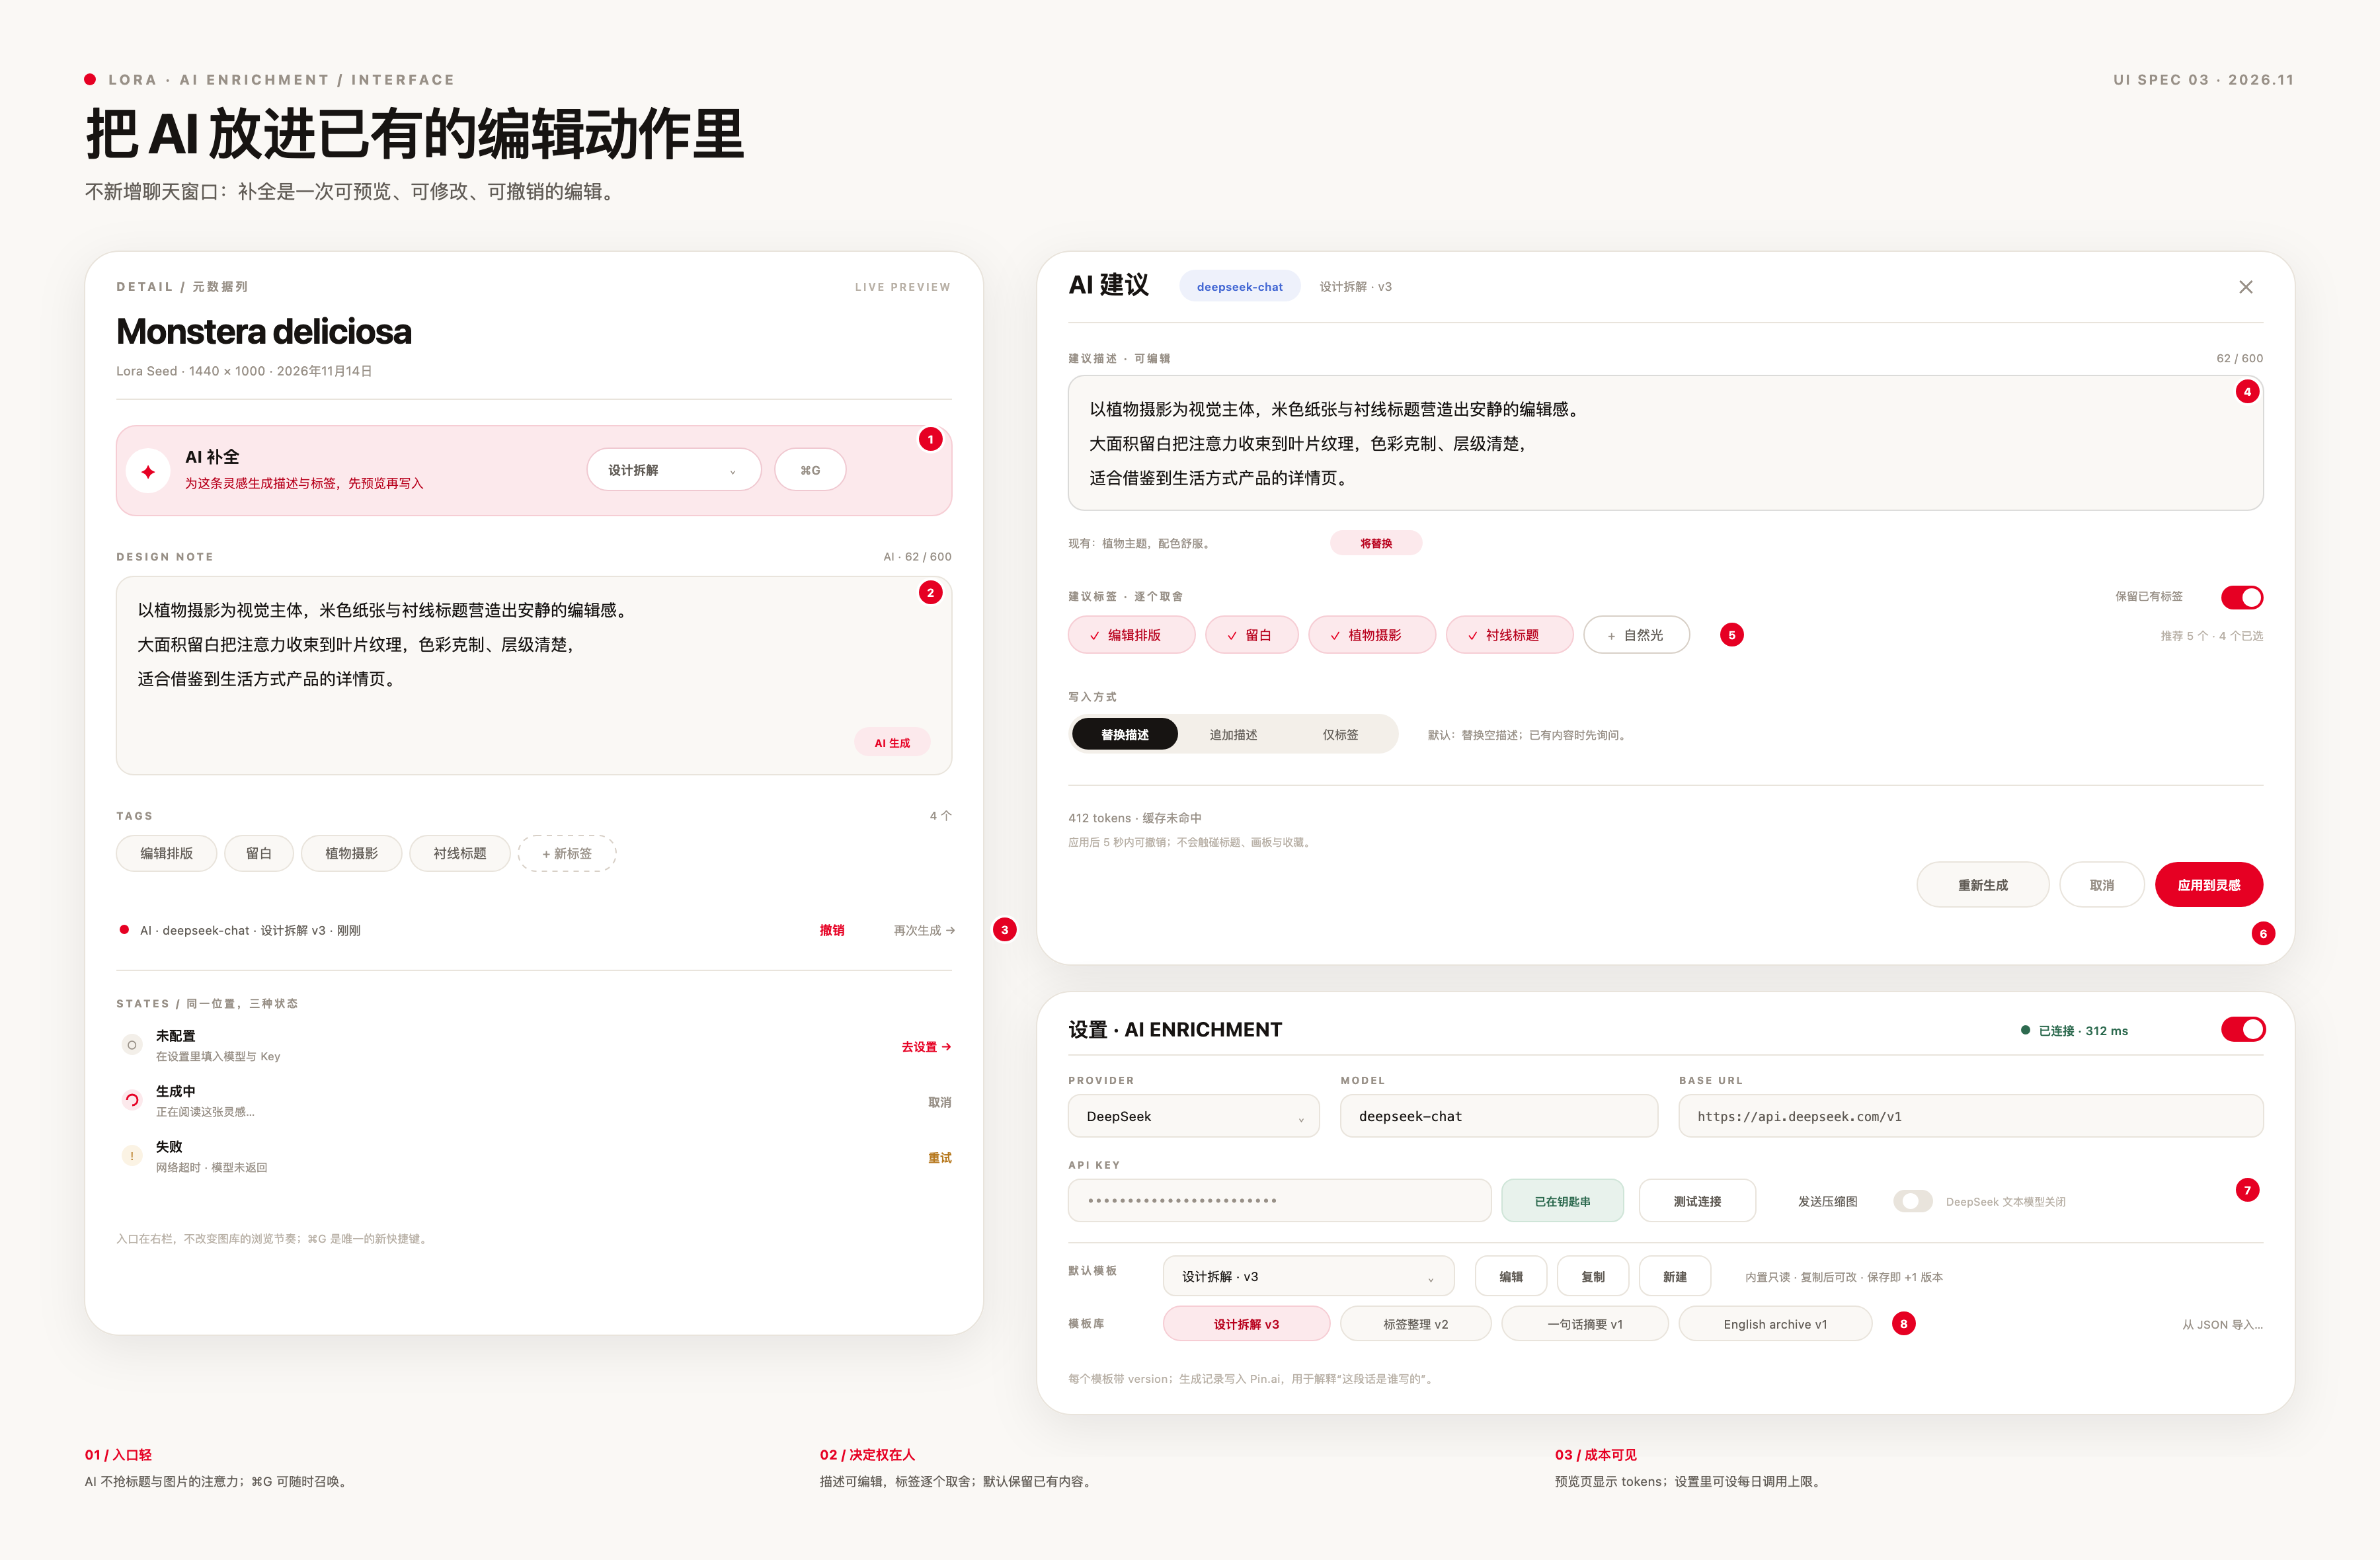 LORA · AI ENRICHMENT / INTERFACE
UI SPEC 03 · 2026.11
把 AI 放进已有的编辑动作里
不新增聊天窗口：补全是一次可预览、可修改、可撤销的编辑。
DETAIL / 元数据列
LIVE PREVIEW
Monstera deliciosa
Lora Seed · 1440 × 1000 · 2026年11月14日
1
AI 补全
为这条灵感生成描述与标签，先预览再写入
设计拆解
⌘G
DESIGN NOTE
AI · 62 / 600
2
以植物摄影为视觉主体，米色纸张与衬线标题营造出安静的编辑感。
大面积留白把注意力收束到叶片纹理，色彩克制、层级清楚，
适合借鉴到生活方式产品的详情页。
AI 生成
TAGS
4 个
编辑排版
留白
植物摄影
衬线标题
+ 新标签
AI · deepseek-chat · 设计拆解 v3 · 刚刚
撤销
再次生成 →
3
STATES / 同一位置，三种状态
未配置
在设置里填入模型与 Key
去设置 →
生成中
正在阅读这张灵感…
取消
!
失败
网络超时 · 模型未返回
重试
入口在右栏，不改变图库的浏览节奏；⌘G 是唯一的新快捷键。
AI 建议
deepseek-chat
设计拆解 · v3
×
建议描述 · 可编辑
62 / 600
4
以植物摄影为视觉主体，米色纸张与衬线标题营造出安静的编辑感。
大面积留白把注意力收束到叶片纹理，色彩克制、层级清楚，
适合借鉴到生活方式产品的详情页。
现有：植物主题，配色舒服。
将替换
建议标签 · 逐个取舍
保留已有标签
✓ 编辑排版
✓ 留白
✓ 植物摄影
✓ 衬线标题
+ 自然光
5
推荐 5 个 · 4 个已选
写入方式
替换描述
追加描述
仅标签
默认：替换空描述；已有内容时先询问。
412 tokens · 缓存未命中
应用后 5 秒内可撤销；不会触碰标题、画板与收藏。
重新生成
取消
应用到灵感
6
设置 · AI ENRICHMENT
已连接 · 312 ms
PROVIDER
MODEL
BASE URL
DeepSeek
deepseek-chat
https://api.deepseek.com/v1
API KEY
已在钥匙串
测试连接
发送压缩图
DeepSeek 文本模型关闭
7
默认模板
设计拆解 · v3
编辑
复制
新建
内置只读 · 复制后可改 · 保存即 +1 版本
模板库
设计拆解 v3
标签整理 v2
一句话摘要 v1
English archive v1
8
从 JSON 导入…
每个模板带 version；生成记录写入 Pin.ai，用于解释“这段话是谁写的”。
01 / 入口轻
AI 不抢标题与图片的注意力；⌘G 可随时召唤。
02 / 决定权在人
描述可编辑，标签逐个取舍；默认保留已有内容。
03 / 成本可见
预览页显示 tokens；设置里可设每日调用上限。